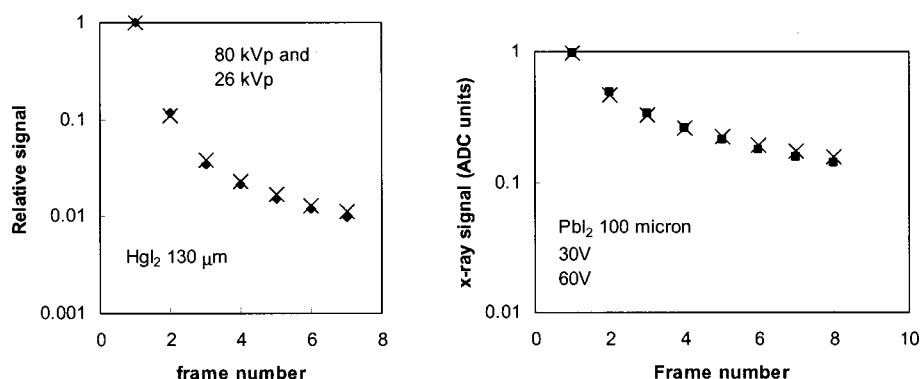 Relative signal
1
0.1
0.01
0.001
80 kVp and
26 kVp
HgI2 130 μm
0 2 4 6 8
frame number
x-ray signal (ADC units)
1
0.1
0.01
PbI2 100 micron
30V
60V
0 2 4 6 8 10
Frame number